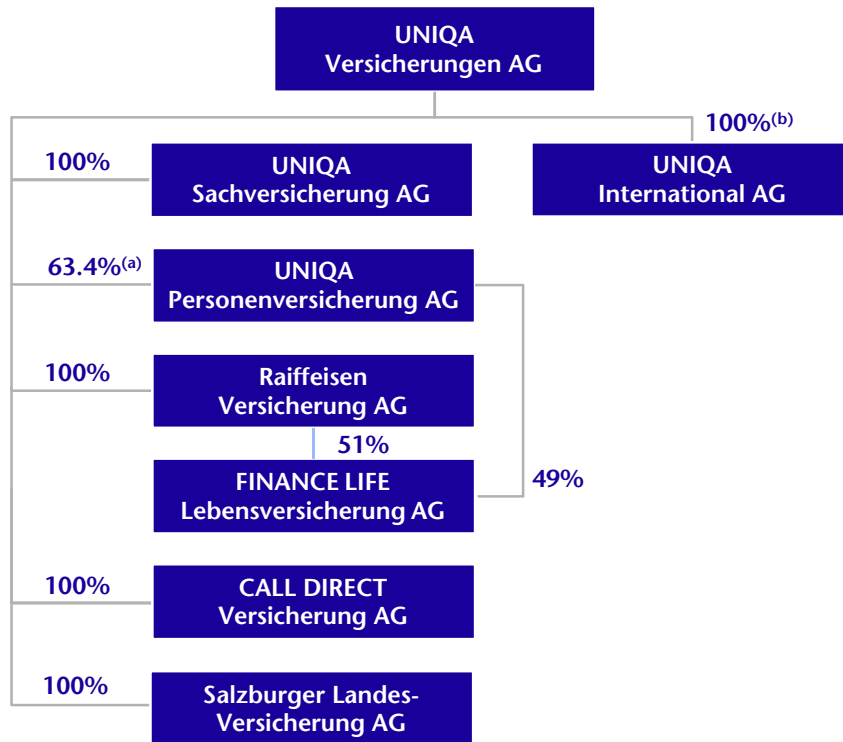 UNIQA
Versicherungen AG
100%(b)
100%
UNIQA
Sachversicherung AG
UNIQA
International AG
63.4%(a)
UNIQA
Personenversicherung AG
100%
Raiffeisen
Versicherung AG
51%
FINANCE LIFE
Lebensversicherung AG
49%
100%
CALL DIRECT
Versicherung AG
100%
Salzburger Landes-
Versicherung AG